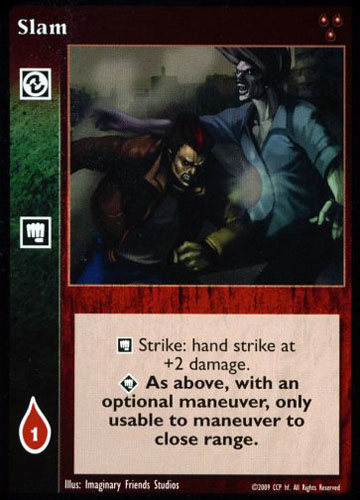 Slam
Strike: hand strike at
+2 damage.
As above, with an
optional maneuver, only
usable to maneuver to
close range.
1
Illus: Imaginary Friends Studios
©2009 CCP hf. All Rights Reserved